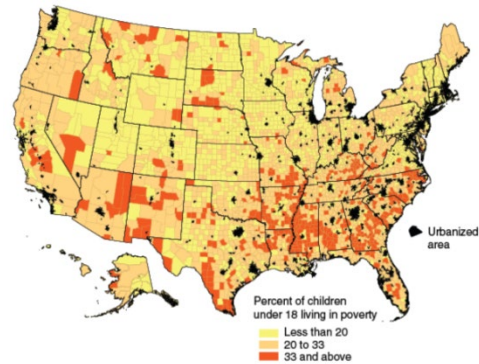 Urbanized
area
Percent of children
under 18 living in poverty
Less than 20
20 to 33
33 and above